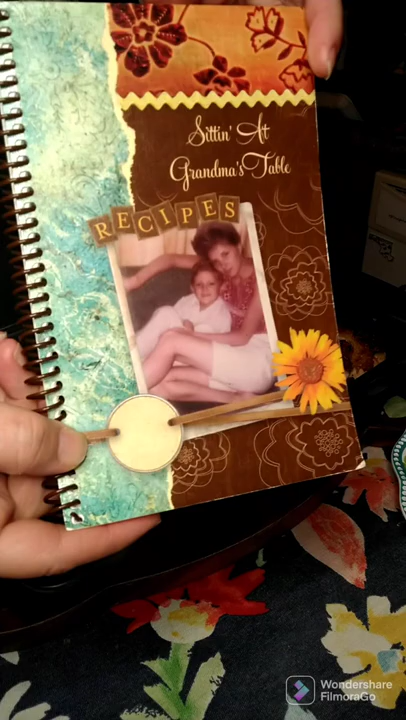 Sittin' At
Grandma's Table
RECIPES
Wondershare
FilmoraGo